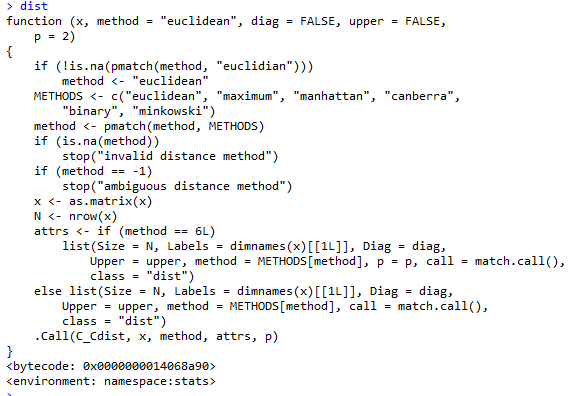 > dist
function (x, method = "euclidean", diag = FALSE, upper = FALSE,
    p = 2)
{
    if (!is.na(pmatch(method, "euclidian")))
        method <- "euclidean"
    METHODS <- c("euclidean", "maximum", "manhattan", "canberra",
        "binary", "minkowski")
    method <- pmatch(method, METHODS)
    if (is.na(method))
        stop("invalid distance method")
    if (method == -1)
        stop("ambiguous distance method")
    x <- as.matrix(x)
    N <- nrow(x)
    attrs <- if (method == 6L)
        list(Size = N, Labels = dimnames(x)[[1L]], Diag = diag,
            Upper = upper, method = METHODS[method], p = p, call = match.call(),
            class = "dist")
    else list(Size = N, Labels = dimnames(x)[[1L]], Diag = diag,
        Upper = upper, method = METHODS[method], call = match.call(),
        class = "dist")
    .Call(C_Cdist, x, method, attrs, p)
}
<bytecode: 0x0000000014068a90>
<environment: namespace:stats>
>